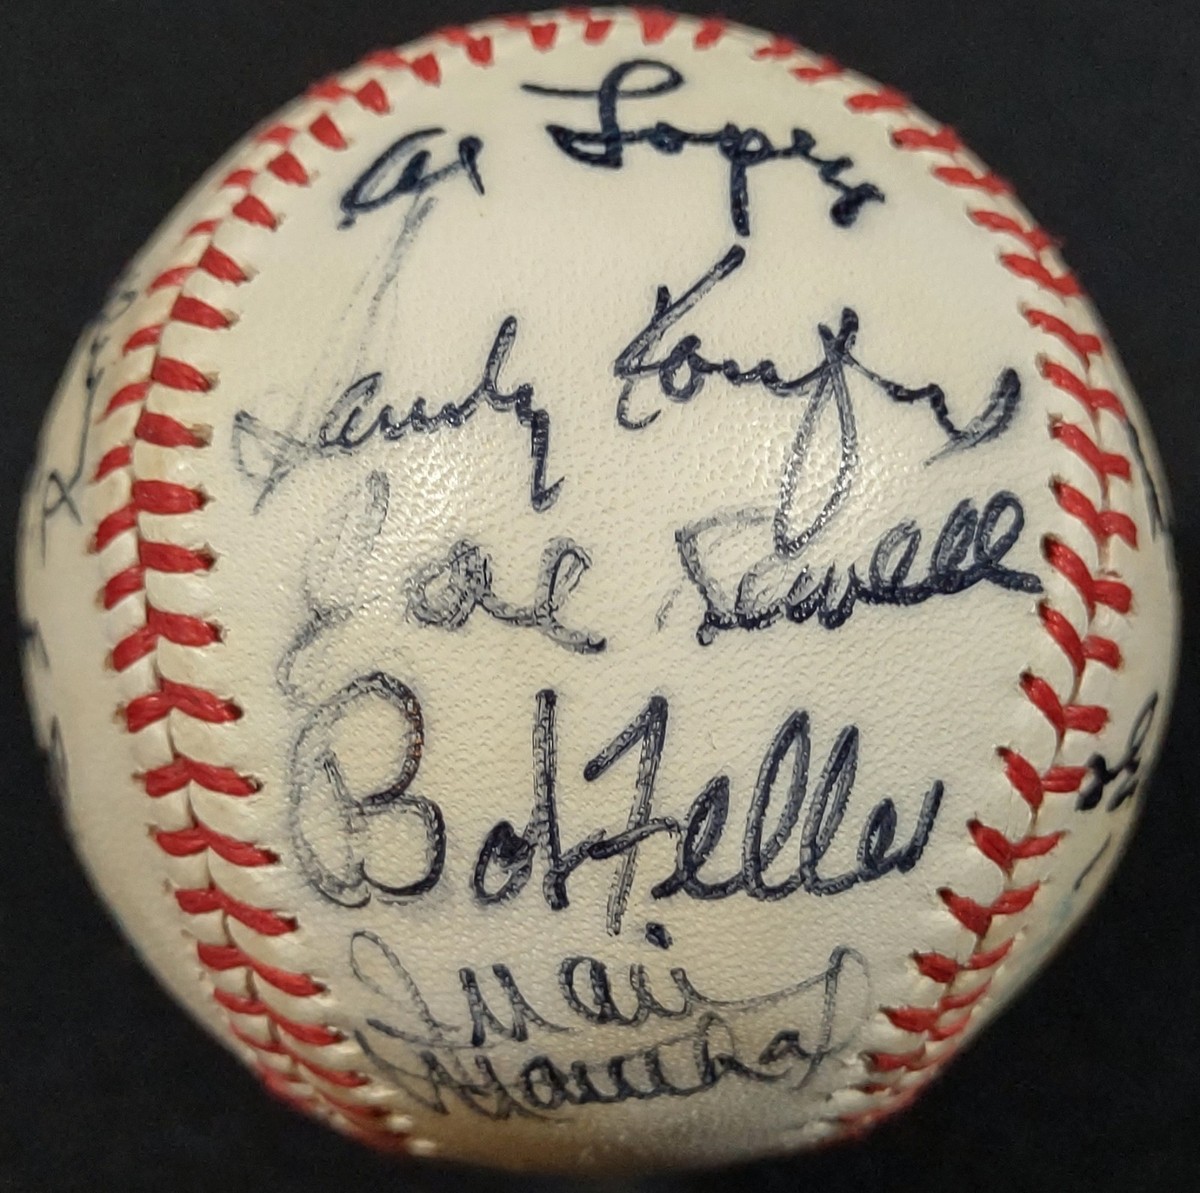 Al Lopez
Sandy Koufax
Joe Sewell
Bob Feller
Juan
Marichal